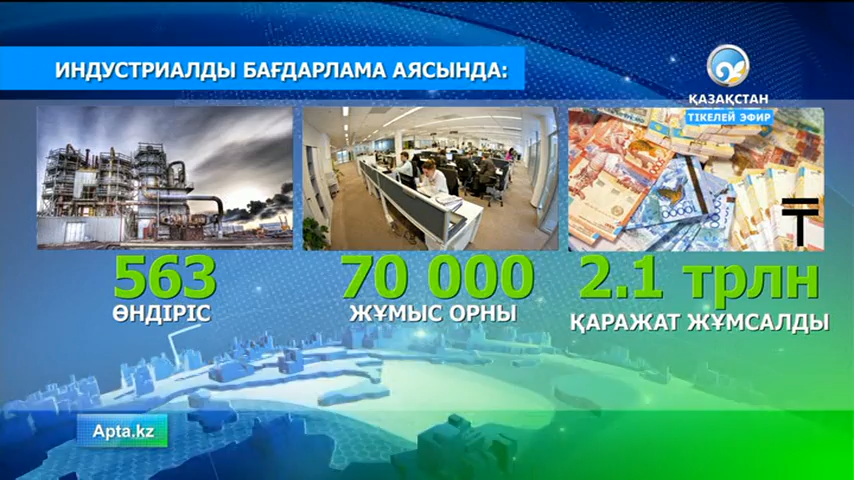 ИНДУСТРИАЛДЫ БАҒДАРЛАМА АЯСЫНДА:
ҚАЗАҚСТАН
ТІКЕЛЕЙ ЭФИР
₸
563
ӨНДІРІС
70 000
ЖҰМЫС ОРНЫ
2.1 трлн
ҚАРАЖАТ ЖҰМСАЛДЫ
Apta.kz